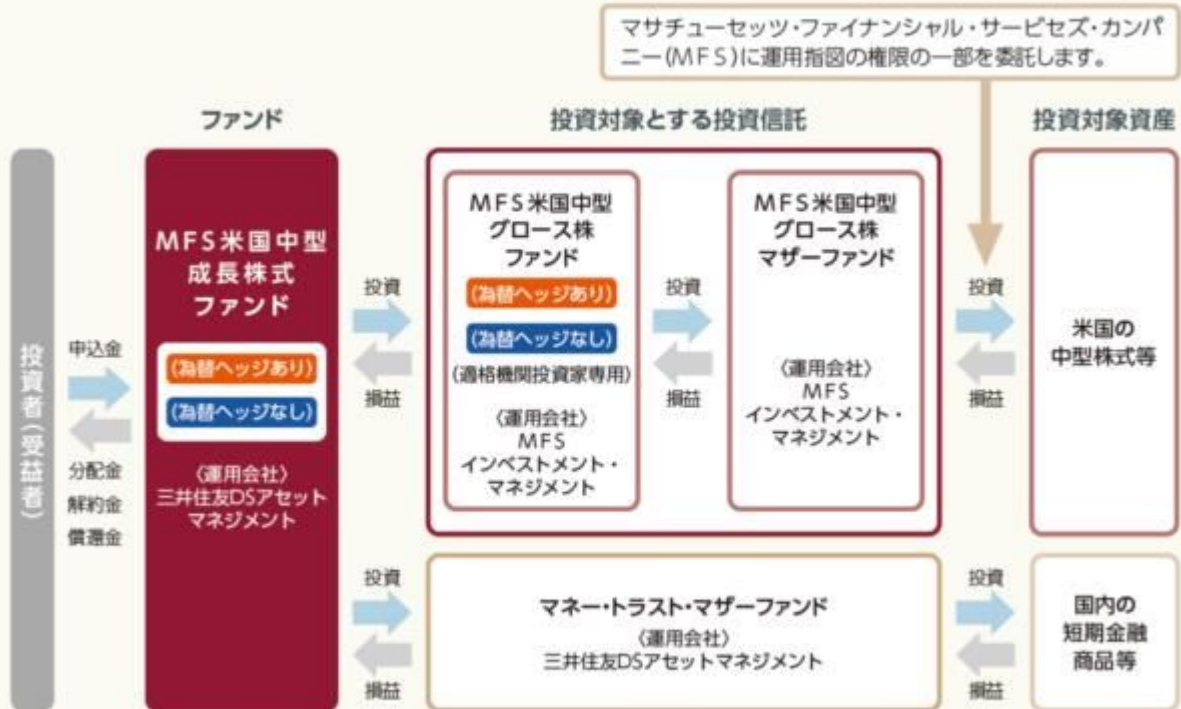 マサチューセッツ・ファイナンシャル・サービセズ・カンパ
ニー(MFS)に運用指図の権限の一部を委託します。
ファンド
投資対象とする投資信託
投資対象資産
投資者(受益者)
申込金
分配金
解約金
償還金
MFS米国中型
成長株式
ファンド
(為替ヘッジあり)
(為替ヘッジなし)
〈運用会社〉
三井住友DSアセット
マネジメント
投資
損益
MFS米国中型
グロース株
ファンド
(為替ヘッジあり)
(為替ヘッジなし)
(適格機関投資家専用)
〈運用会社〉
MFS
インベストメント・
マネジメント
投資
損益
MFS米国中型
グロース株
マザーファンド
〈運用会社〉
MFS
インベストメント・
マネジメント
投資
損益
米国の
中型株式等
投資
損益
マネー・トラスト・マザーファンド
〈運用会社〉
三井住友DSアセットマネジメント
投資
損益
国内の
短期金融
商品等